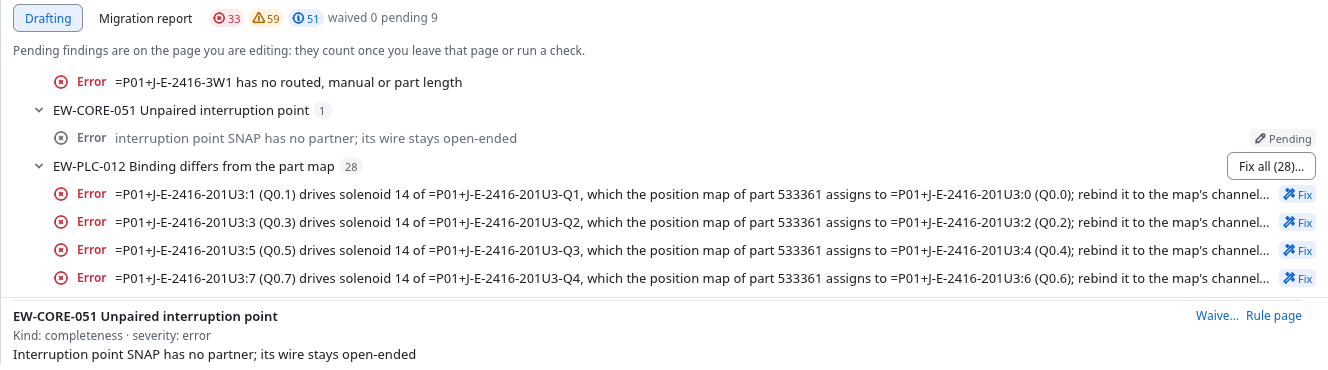 Drafting Migration report 33 59 51 waived 0 pending 9
Pending findings are on the page you are editing: they count once you leave that page or run a check.
Error =P01+J-E-2416-3W1 has no routed, manual or part length
EW-CORE-051 Unpaired interruption point 1
Error interruption point SNAP has no partner; its wire stays open-ended Pending
EW-PLC-012 Binding differs from the part map 28 Fix all (28)...
Error =P01+J-E-2416-201U3:1 (Q0.1) drives solenoid 14 of =P01+J-E-2416-201U3-Q1, which the position map of part 533361 assigns to =P01+J-E-2416-201U3:0 (Q0.0); rebind it to the map's channel... Fix
Error =P01+J-E-2416-201U3:3 (Q0.3) drives solenoid 14 of =P01+J-E-2416-201U3-Q2, which the position map of part 533361 assigns to =P01+J-E-2416-201U3:2 (Q0.2); rebind it to the map's channel... Fix
Error =P01+J-E-2416-201U3:5 (Q0.5) drives solenoid 14 of =P01+J-E-2416-201U3-Q3, which the position map of part 533361 assigns to =P01+J-E-2416-201U3:4 (Q0.4); rebind it to the map's channel... Fix
Error =P01+J-E-2416-201U3:7 (Q0.7) drives solenoid 14 of =P01+J-E-2416-201U3-Q4, which the position map of part 533361 assigns to =P01+J-E-2416-201U3:6 (Q0.6); rebind it to the map's channel... Fix
EW-CORE-051 Unpaired interruption point Waive... Rule page
Kind: completeness · severity: error
Interruption point SNAP has no partner; its wire stays open-ended